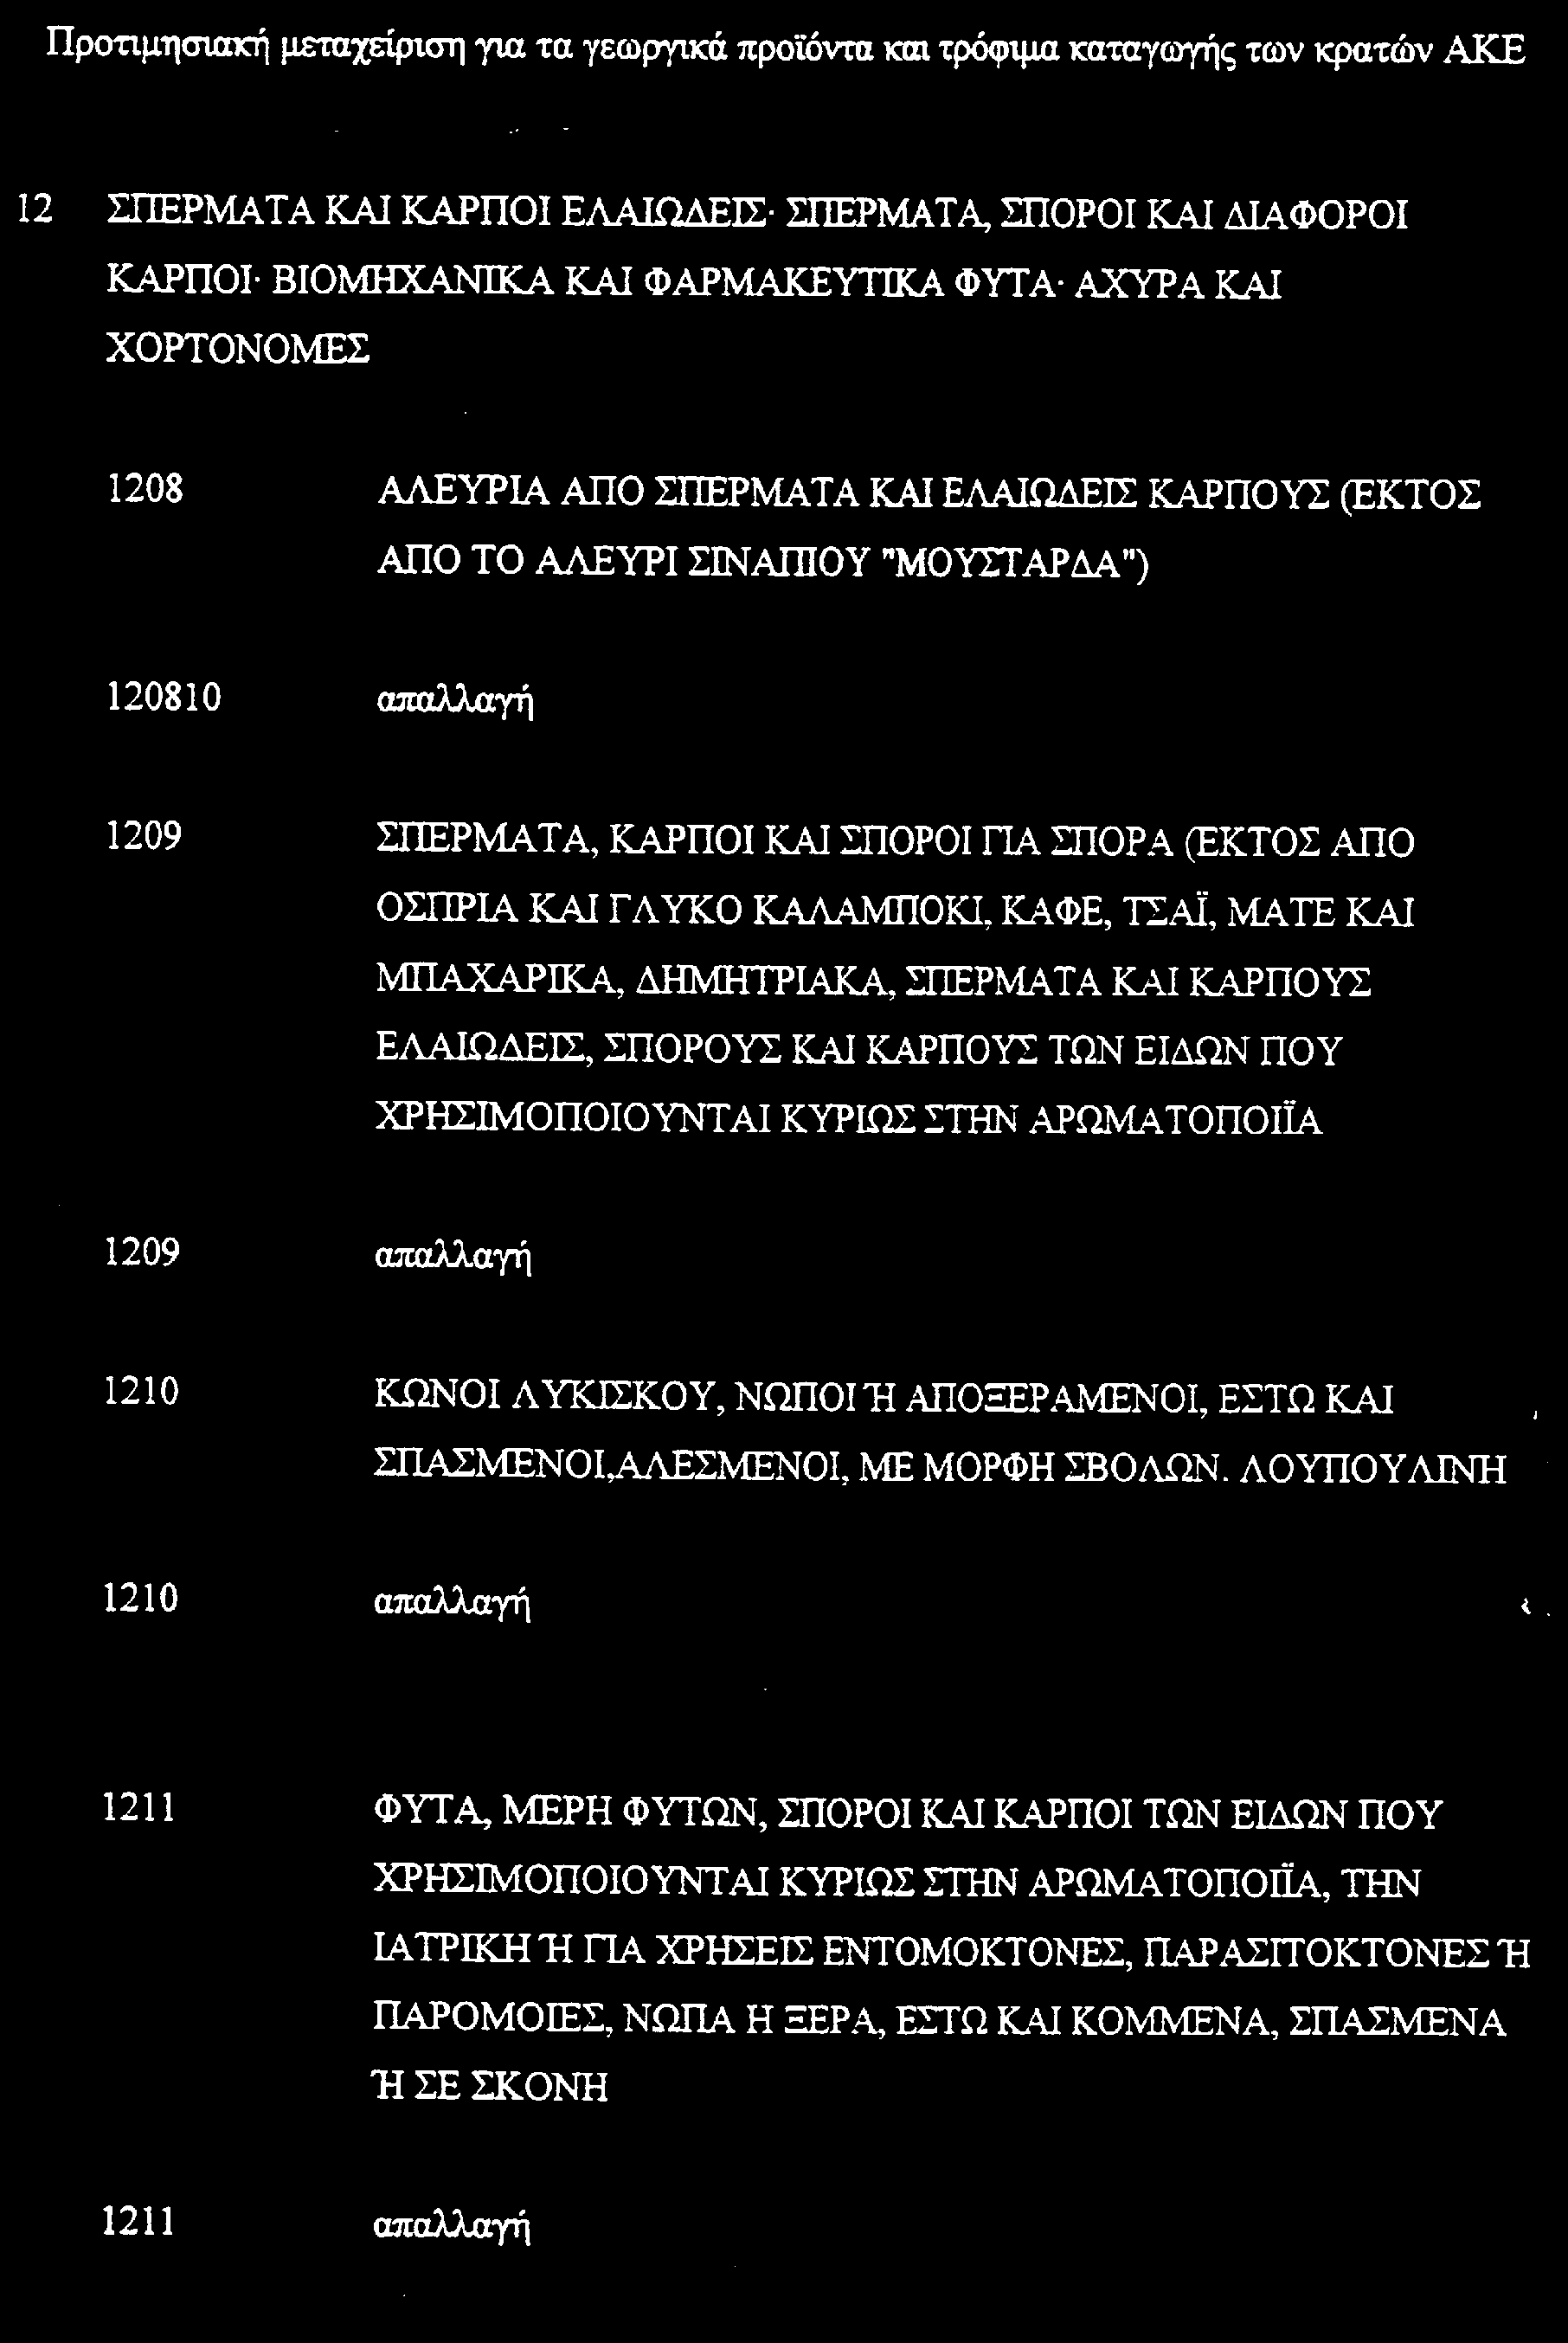 Προτιμησιακή μεταχείριση για τα γεωργικά προϊόντα και τρόφιμα καταγωγής των κρατών ΑΚΕ
12 ΣΠΕΡΜΑΤΑ ΚΑΙ ΚΑΡΠΟΙ ΕΛΑΙΩΔΕΙΣ· ΣΠΕΡΜΑΤΑ, ΣΠΟΡΟΙ ΚΑΙ ΔΙΑΦΟΡΟΙ
ΚΑΡΠΟΙ· ΒΙΟΜΗΧΑΝΙΚΑ ΚΑΙ ΦΑΡΜΑΚΕΥΤΙΚΑ ΦΥΤΑ· ΑΧΥΡΑ ΚΑΙ
ΧΟΡΤΟΝΟΜΕΣ
1208 ΑΛΕΥΡΙΑ ΑΠΟ ΣΠΕΡΜΑΤΑ ΚΑΙ ΕΛΑΙΩΔΕΙΣ ΚΑΡΠΟΥΣ (ΕΚΤΟΣ
ΑΠΟ ΤΟ ΑΛΕΥΡΙ ΣΙΝΑΠΙΟΥ "ΜΟΥΣΤΑΡΔΑ")
120810 απαλλαγή
1209 ΣΠΕΡΜΑΤΑ, ΚΑΡΠΟΙ ΚΑΙ ΣΠΟΡΟΙ ΓΙΑ ΣΠΟΡΑ (ΕΚΤΟΣ ΑΠΟ
ΟΣΠΡΙΑ ΚΑΙ ΓΛΥΚΟ ΚΑΛΑΜΠΟΚΙ, ΚΑΦΕ, ΤΣΑΪ, ΜΑΤΕ ΚΑΙ
ΜΠΑΧΑΡΙΚΑ, ΔΗΜΗΤΡΙΑΚΑ, ΣΠΕΡΜΑΤΑ ΚΑΙ ΚΑΡΠΟΥΣ
ΕΛΑΙΩΔΕΙΣ, ΣΠΟΡΟΥΣ ΚΑΙ ΚΑΡΠΟΥΣ ΤΩΝ ΕΙΔΩΝ ΠΟΥ
ΧΡΗΣΙΜΟΠΟΙΟΥΝΤΑΙ ΚΥΡΙΩΣ ΣΤΗΝ ΑΡΩΜΑΤΟΠΟΙΪΑ
1209 απαλλαγή
1210 ΚΩΝΟΙ ΛΥΚΙΣΚΟΥ, ΝΩΠΟΙ Ή ΑΠΟΞΕΡΑΜΕΝΟΙ, ΕΣΤΩ ΚΑΙ
ΣΠΑΣΜΕΝΟΙ,ΑΛΕΣΜΕΝΟΙ, ΜΕ ΜΟΡΦΗ ΣΒΟΛΩΝ. ΛΟΥΠΟΥΛΙΝΗ
1210 απαλλαγή
1211 ΦΥΤΑ, ΜΕΡΗ ΦΥΤΩΝ, ΣΠΟΡΟΙ ΚΑΙ ΚΑΡΠΟΙ ΤΩΝ ΕΙΔΩΝ ΠΟΥ
ΧΡΗΣΙΜΟΠΟΙΟΥΝΤΑΙ ΚΥΡΙΩΣ ΣΤΗΝ ΑΡΩΜΑΤΟΠΟΙΪΑ, ΤΗΝ
ΙΑΤΡΙΚΗ Ή ΓΙΑ ΧΡΗΣΕΙΣ ΕΝΤΟΜΟΚΤΟΝΕΣ, ΠΑΡΑΣΙΤΟΚΤΟΝΕΣ Ή
ΠΑΡΟΜΟΙΕΣ, ΝΩΠΑ Η ΞΕΡΑ, ΕΣΤΩ ΚΑΙ ΚΟΜΜΕΝΑ, ΣΠΑΣΜΕΝΑ
Ή ΣΕ ΣΚΟΝΗ
1211 απαλλαγή